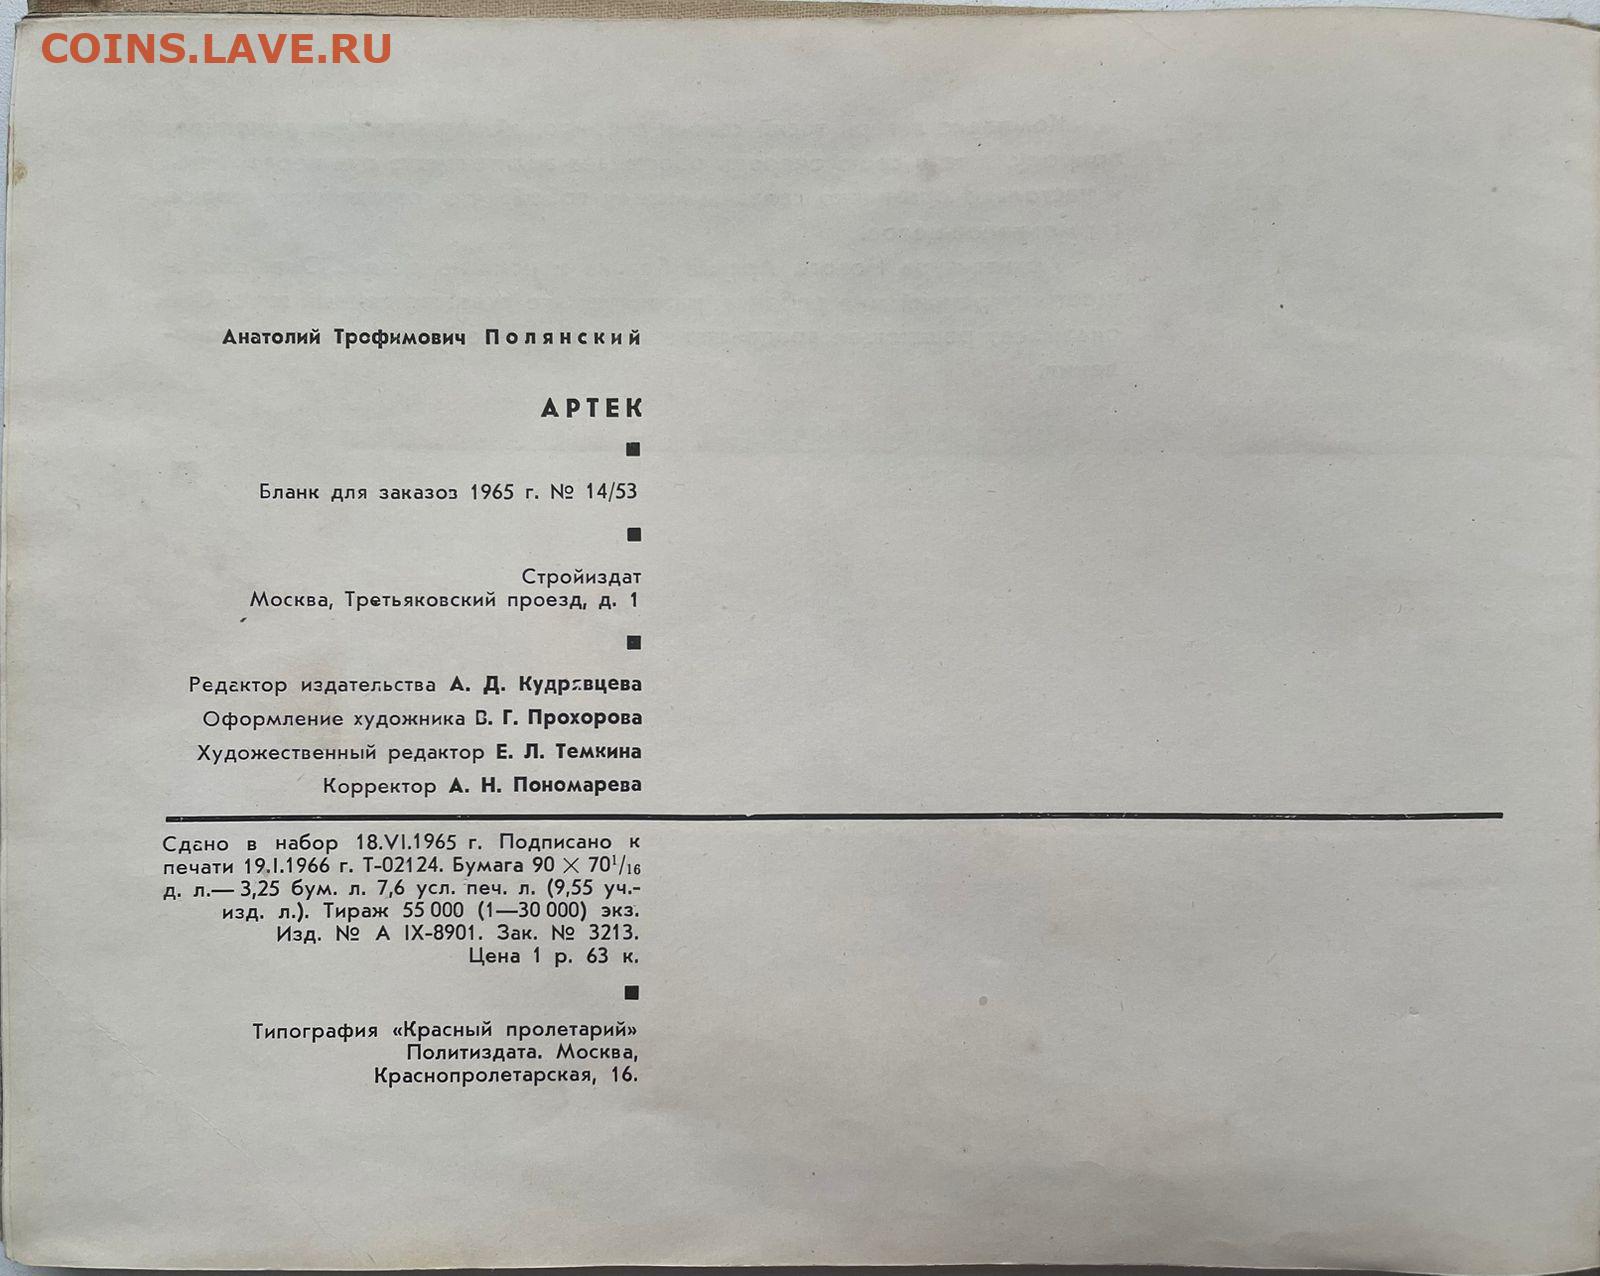 COINS.LAVE.RU
Анатолий Трофимович Полянский
АРТЕК
Бланк для заказов 1965 г. № 14/53
Стройиздат
Москва, Третьяковский проезд, д. 1
Редактор издательства А. Д. Кудрявцева
Оформление художника В. Г. Прохорова
Художественный редактор Е. Л. Темкина
Корректор А. Н. Пономарева
Сдано в набор 18.VI.1965 г. Подписано к
печати 19.I.1966 г. Т-02124. Бумага 90 × 70¹/₁₆
д. л.— 3,25 бум. л. 7,6 усл. печ. л. (9,55 уч.-
изд. л.). Тираж 55 000 (1—30 000) экз.
Изд. № А IX-8901. Зак. № 3213.
Цена 1 р. 63 к.
Типография «Красный пролетарий»
Политиздата. Москва,
Краснопролетарская, 16.